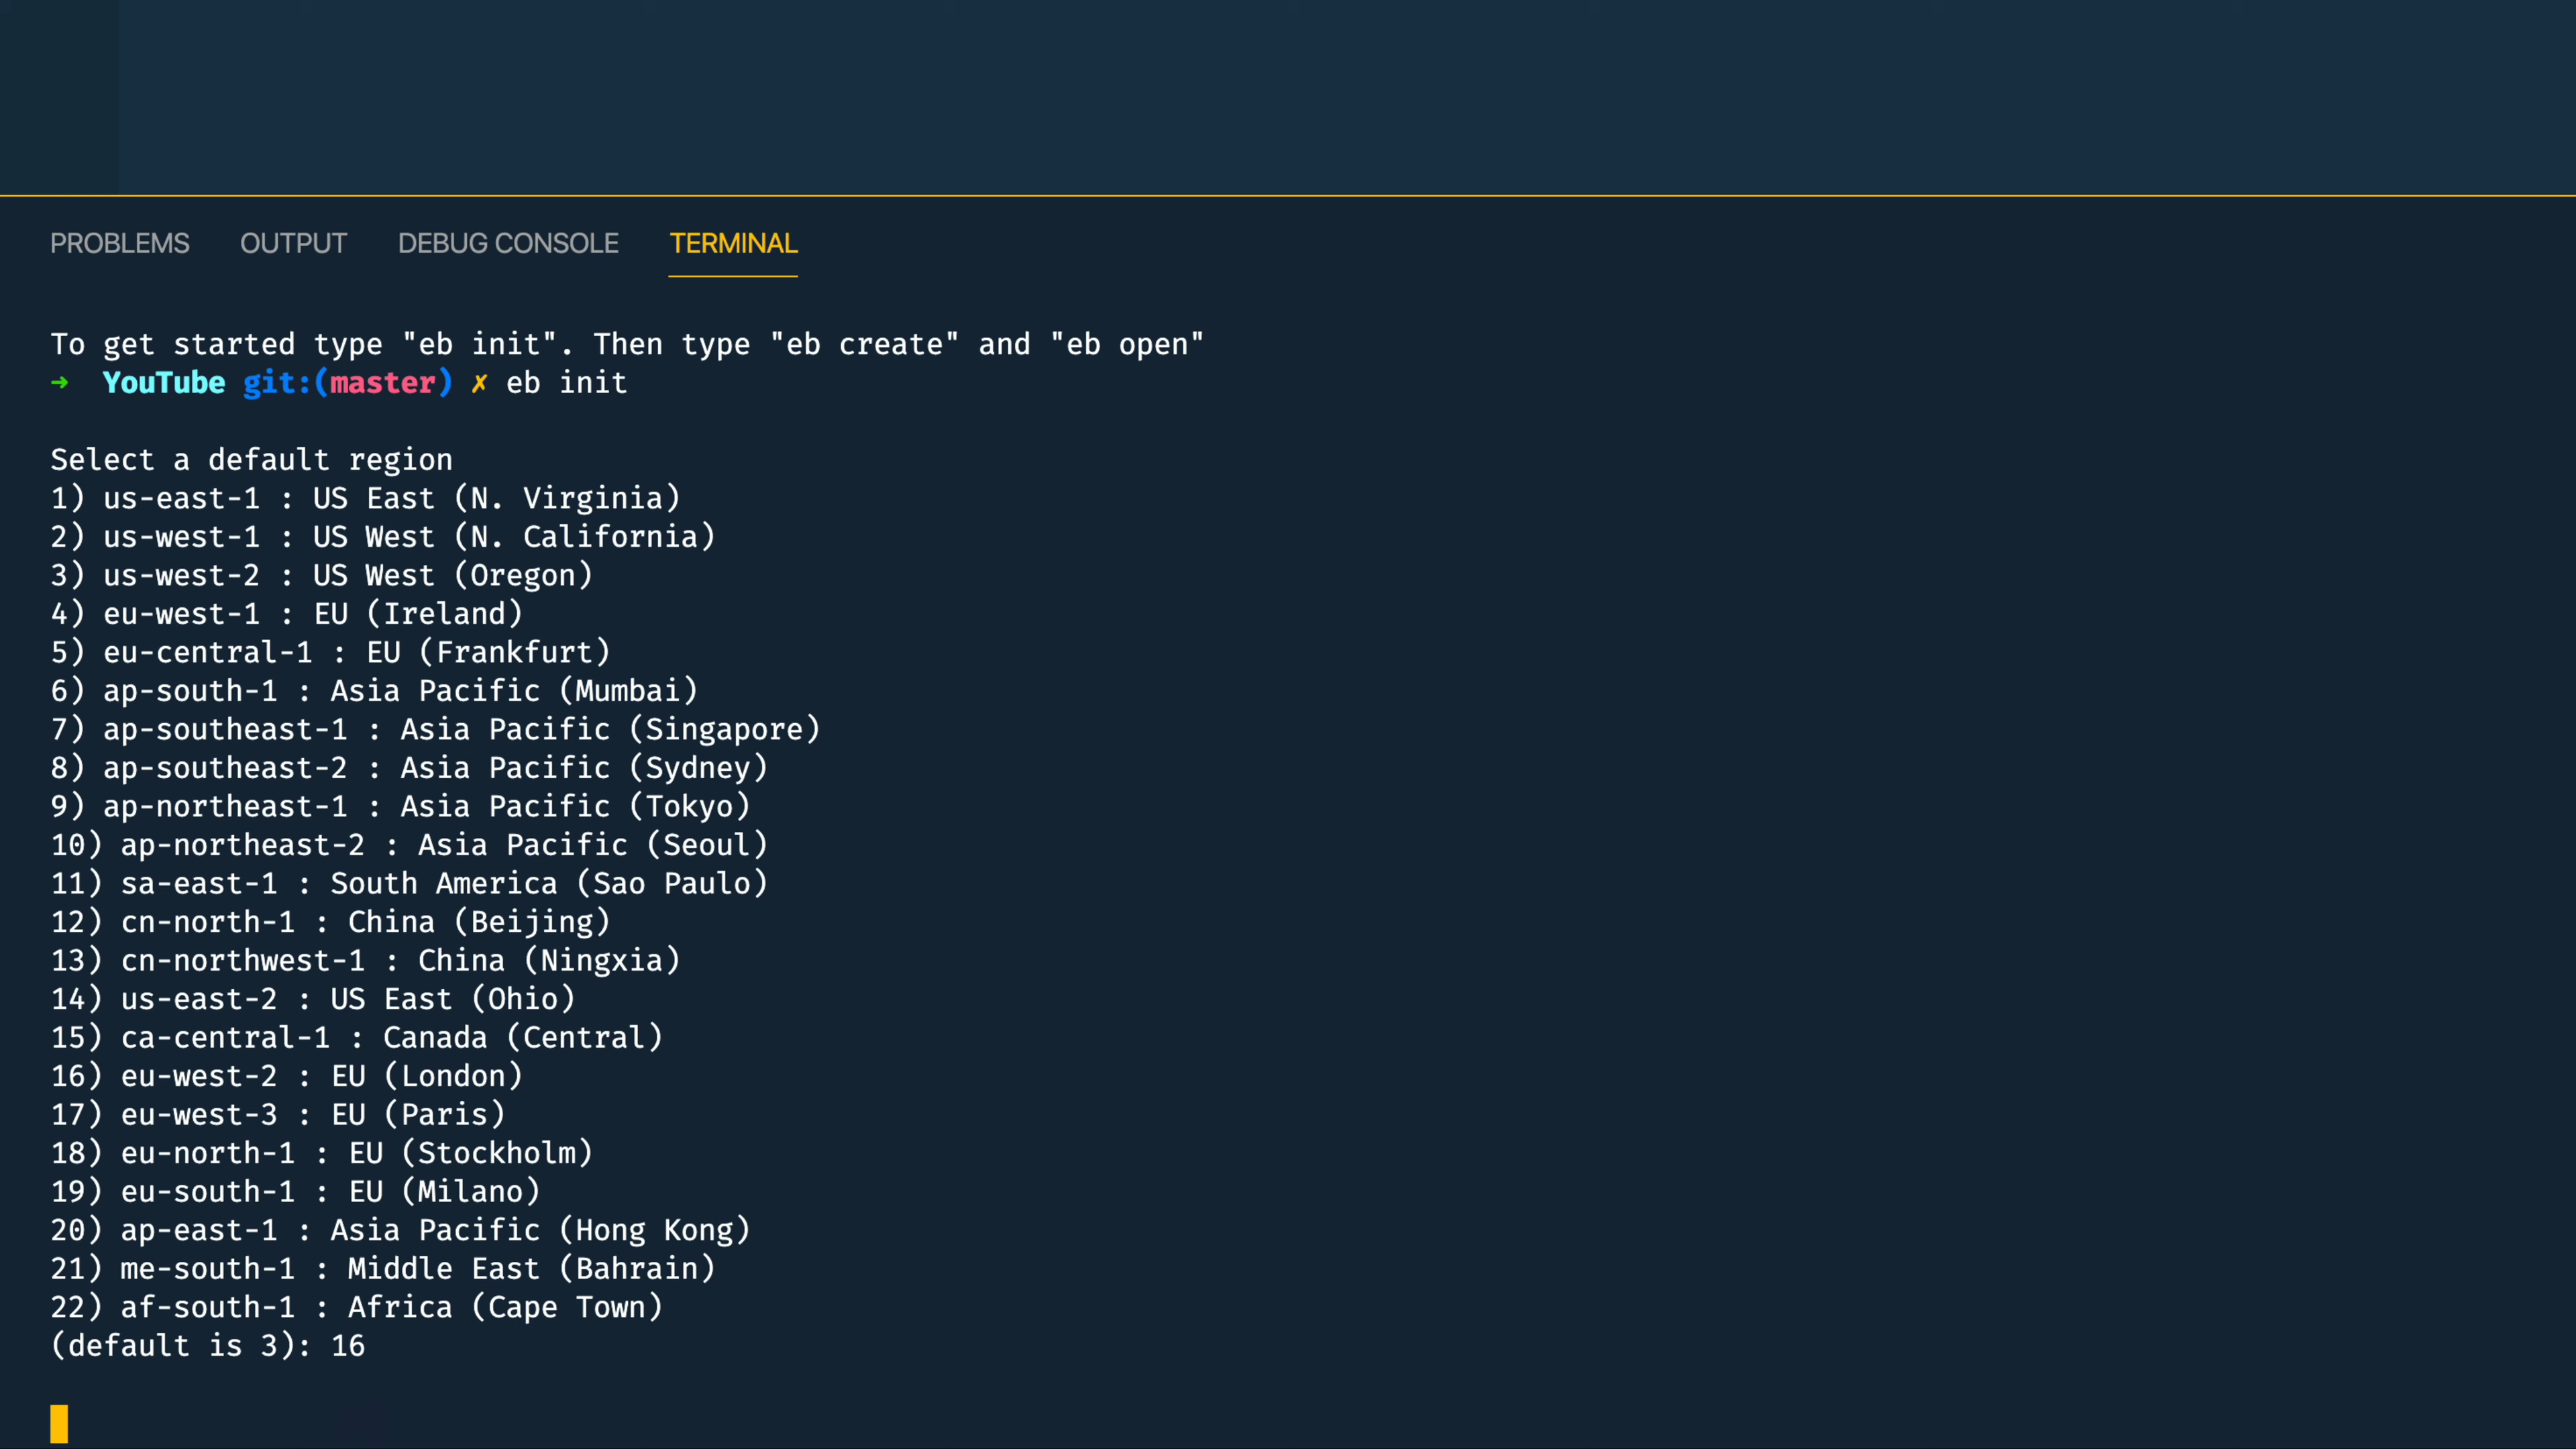 PROBLEMS OUTPUT DEBUG CONSOLE TERMINAL
To get started type "eb init". Then type "eb create" and "eb open"
➜ YouTube git:(master) ✗ eb init
Select a default region
1) us-east-1 : US East (N. Virginia)
2) us-west-1 : US West (N. California)
3) us-west-2 : US West (Oregon)
4) eu-west-1 : EU (Ireland)
5) eu-central-1 : EU (Frankfurt)
6) ap-south-1 : Asia Pacific (Mumbai)
7) ap-southeast-1 : Asia Pacific (Singapore)
8) ap-southeast-2 : Asia Pacific (Sydney)
9) ap-northeast-1 : Asia Pacific (Tokyo)
10) ap-northeast-2 : Asia Pacific (Seoul)
11) sa-east-1 : South America (Sao Paulo)
12) cn-north-1 : China (Beijing)
13) cn-northwest-1 : China (Ningxia)
14) us-east-2 : US East (Ohio)
15) ca-central-1 : Canada (Central)
16) eu-west-2 : EU (London)
17) eu-west-3 : EU (Paris)
18) eu-north-1 : EU (Stockholm)
19) eu-south-1 : EU (Milano)
20) ap-east-1 : Asia Pacific (Hong Kong)
21) me-south-1 : Middle East (Bahrain)
22) af-south-1 : Africa (Cape Town)
(default is 3): 16